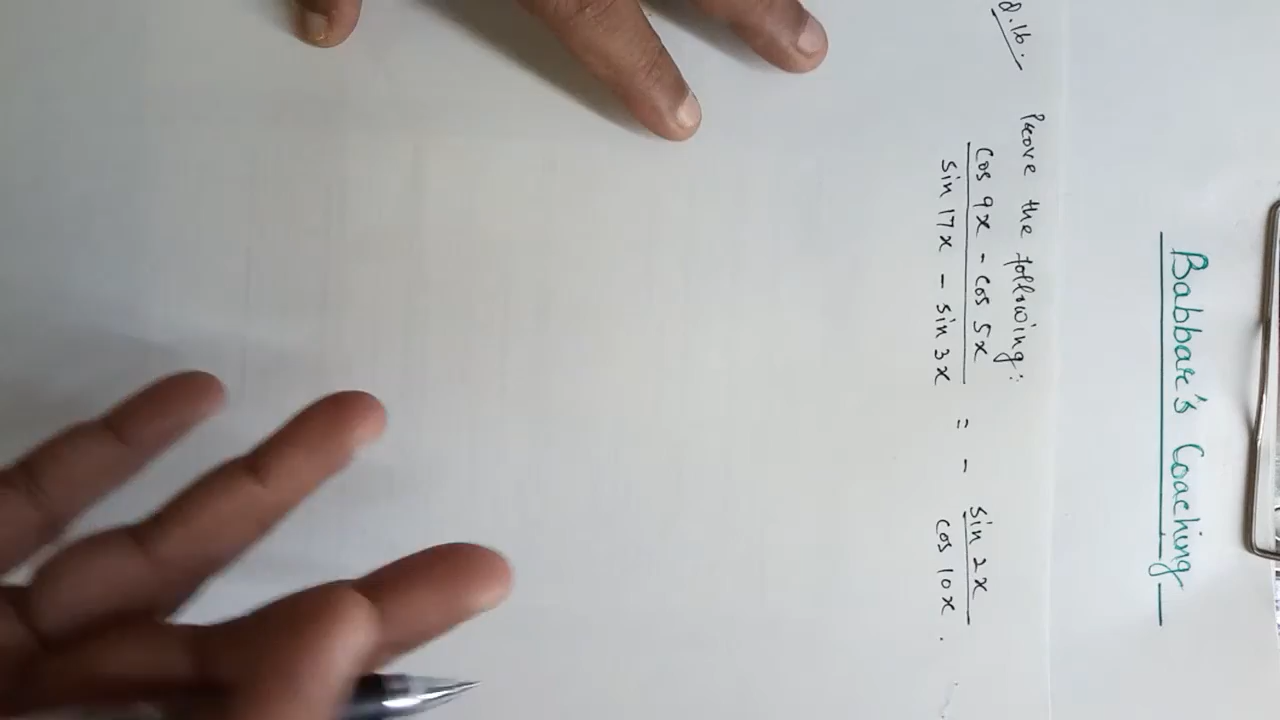 Babbar's Coaching
Q.16. Prove the following:
cos 9x - cos 5x / sin 17x - sin 3x = - sin 2x / cos 10x .